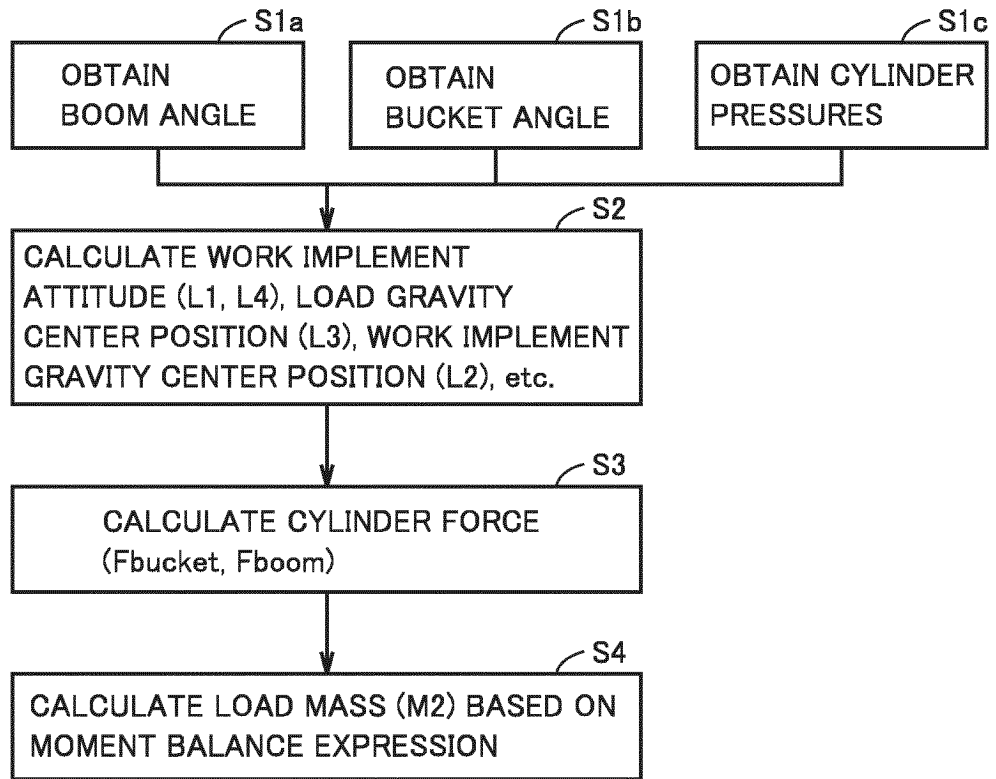 S1a
OBTAIN
BOOM ANGLE
S1b
OBTAIN
BUCKET ANGLE
S1c
OBTAIN CYLINDER
PRESSURES
S2
CALCULATE WORK IMPLEMENT
ATTITUDE (L1, L4), LOAD GRAVITY
CENTER POSITION (L3), WORK IMPLEMENT
GRAVITY CENTER POSITION (L2), etc.
S3
CALCULATE CYLINDER FORCE
(Fbucket, Fboom)
S4
CALCULATE LOAD MASS (M2) BASED ON
MOMENT BALANCE EXPRESSION